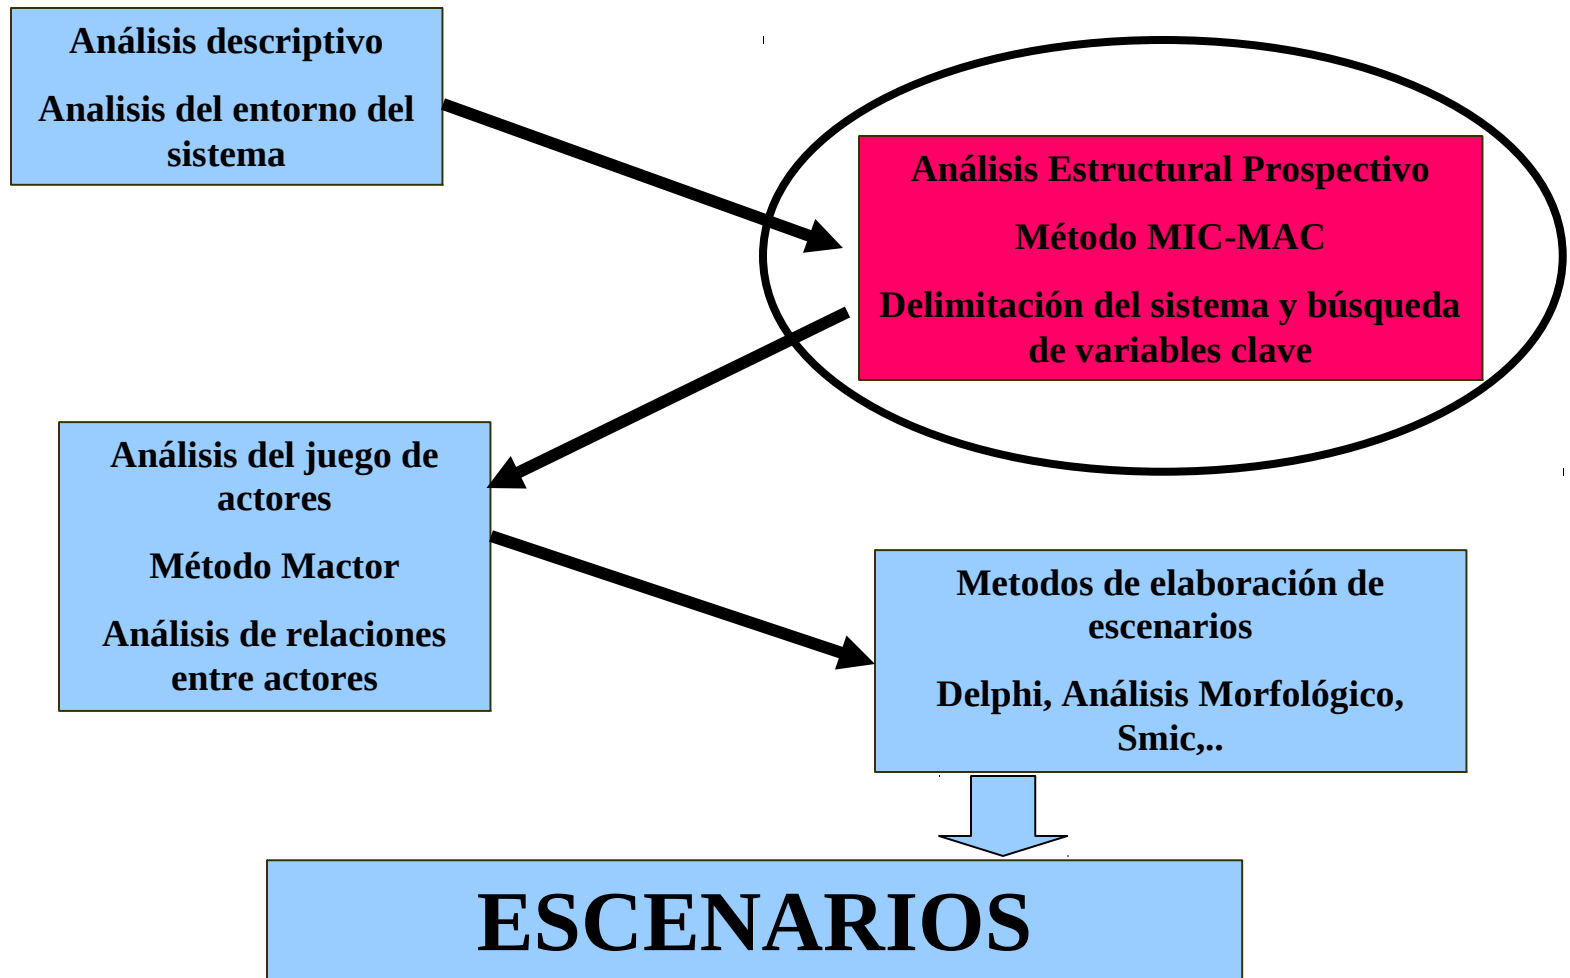 Análisis descriptivo
Analisis del entorno del
sistema
Análisis Estructural Prospectivo
Método MIC-MAC
Delimitación del sistema y búsqueda
de variables clave
Análisis del juego de
actores
Método Mactor
Análisis de relaciones
entre actores
Metodos de elaboración de
escenarios
Delphi, Análisis Morfológico,
Smic,..
ESCENARIOS